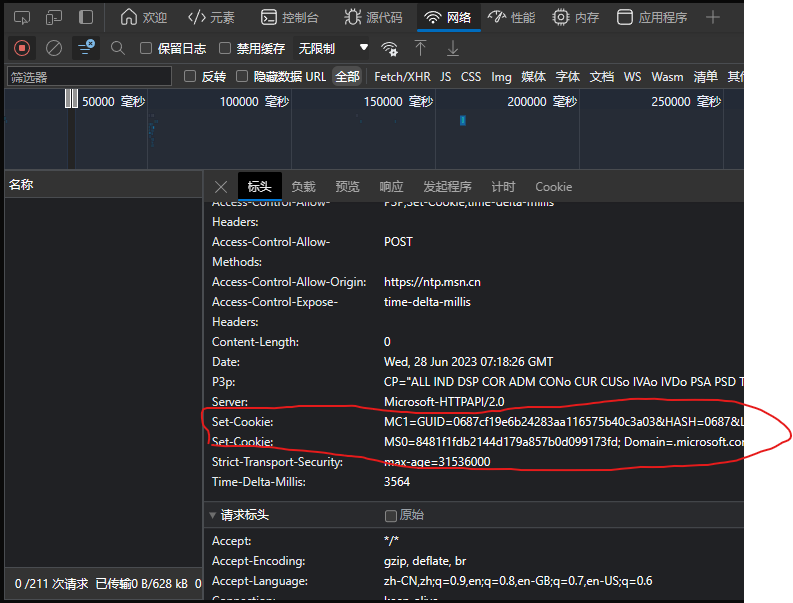 欢迎 元素 控制台 源代码 网络 性能 内存 应用程序
保留日志 禁用缓存 无限制
筛选器 反转 隐藏数据 URL 全部 Fetch/XHR JS CSS Img 媒体 字体 文档 WS Wasm 清单
50000 毫秒 100000 毫秒 150000 毫秒 200000 毫秒 250000 毫秒
名称
标头 负载 预览 响应 发起程序 计时 Cookie
Access-Control-Allow-Headers: P3P,Set-Cookie,time-delta-millis
Access-Control-Allow-Methods: POST
Access-Control-Allow-Origin: https://ntp.msn.cn
Access-Control-Expose-Headers: time-delta-millis
Content-Length: 0
Date: Wed, 28 Jun 2023 07:18:26 GMT
P3p: CP="ALL IND DSP COR ADM CONo CUR CUSo IVAo IVDo PSA PSD T
Server: Microsoft-HTTPAPI/2.0
Set-Cookie: MC1=GUID=0687cf19e6b24283aa116575b40c3a03&HASH=0687&L
Set-Cookie: MS0=8481f1fdb2144d179a857b0d099173fd; Domain=.microsoft.con
Strict-Transport-Security: max-age=31536000
Time-Delta-Millis: 3564
请求标头 原始
Accept: */*
Accept-Encoding: gzip, deflate, br
Accept-Language: zh-CN,zh;q=0.9,en;q=0.8,en-GB;q=0.7,en-US;q=0.6
Connection: keep-alive
0 /211 次请求 已传输0 B/628 kB 0